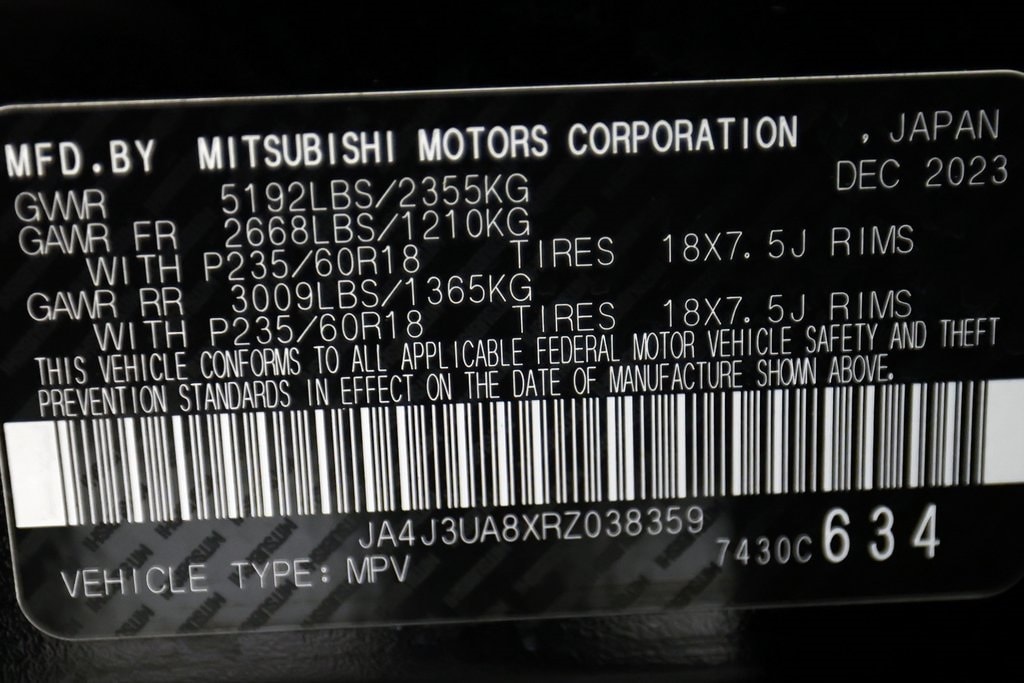 MFD.BY MITSUBISHI MOTORS CORPORATION , JAPAN
DEC 2023
GVWR 5192LBS/2355KG
GAWR FR 2668LBS/1210KG
WITH P235/60R18 TIRES 18X7.5J RIMS
GAWR RR 3009LBS/1365KG
WITH P235/60R18 TIRES 18X7.5J RIMS
THIS VEHICLE CONFORMS TO ALL APPLICABLE FEDERAL MOTOR VEHICLE SAFETY AND THEFT
PREVENTION STANDARDS IN EFFECT ON THE DATE OF MANUFACTURE SHOWN ABOVE.
JA4J3UA8XRZ038359
7430C634
VEHICLE TYPE: MPV